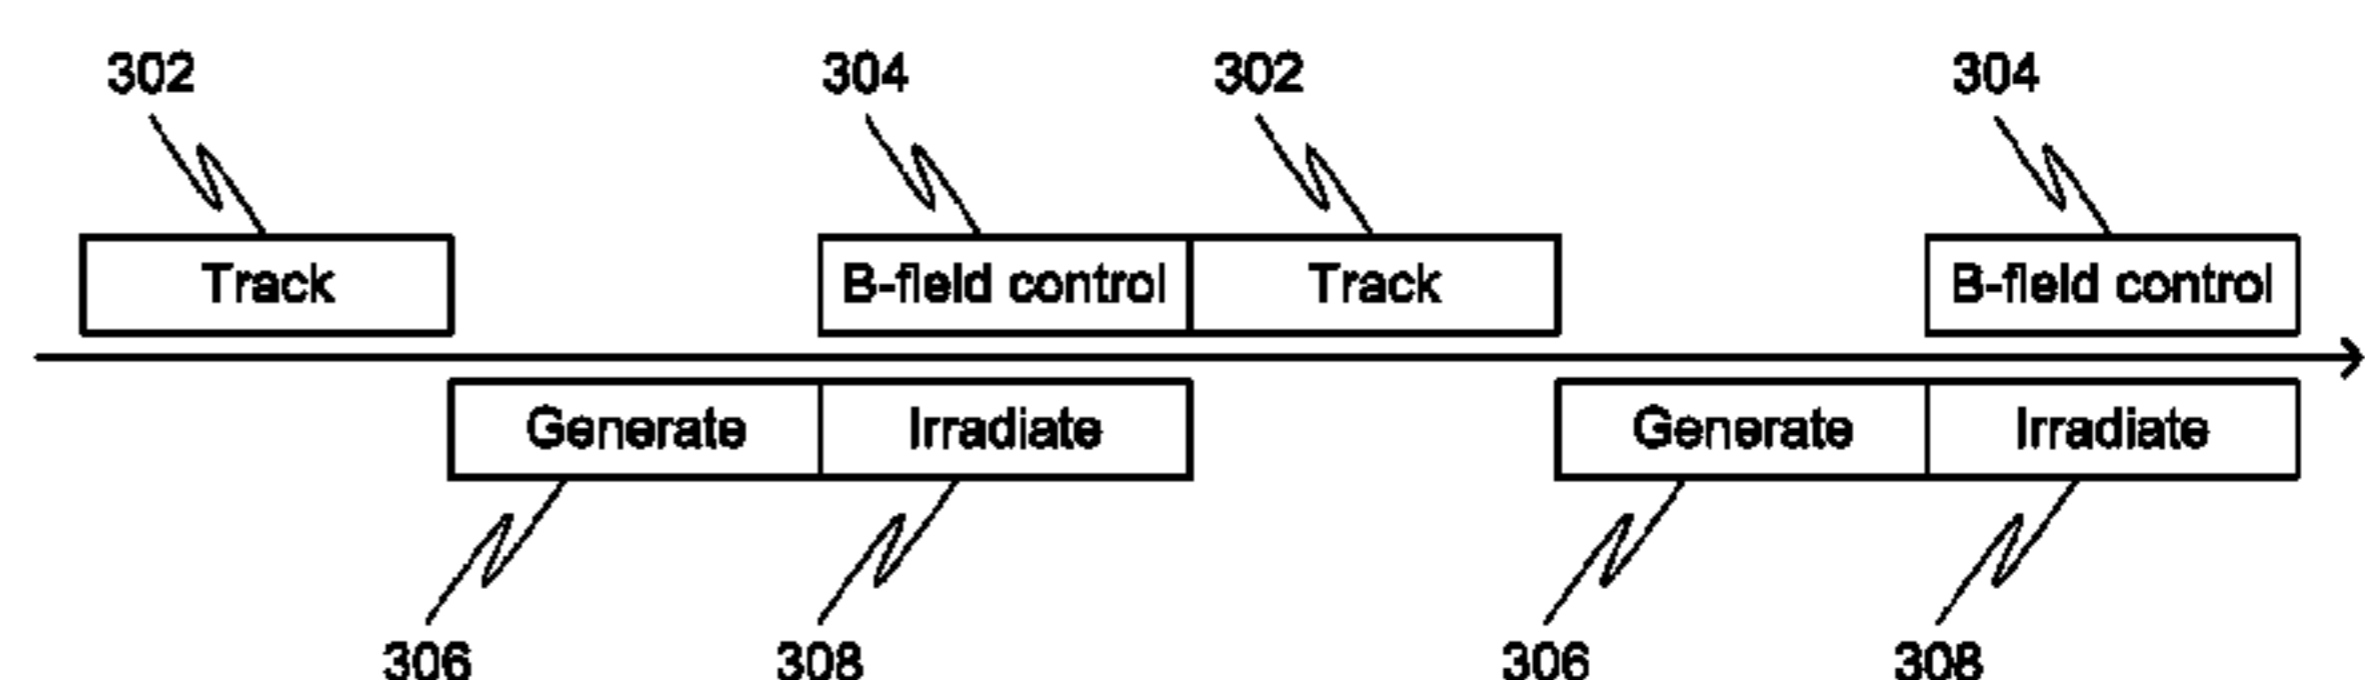 302 304 302 304
Track B-field control Track B-field control
Generate Irradiate Generate Irradiate
306 308 306 308